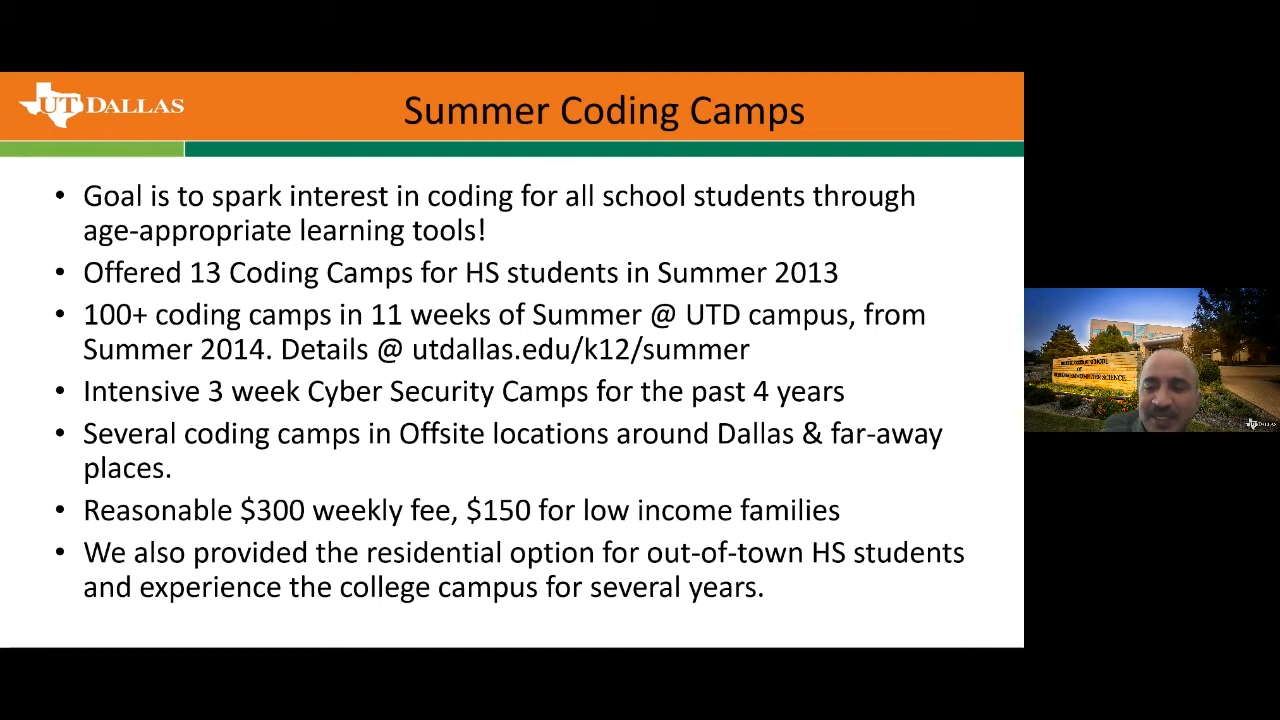 UT DALLAS
Summer Coding Camps
• Goal is to spark interest in coding for all school students through
age-appropriate learning tools!
• Offered 13 Coding Camps for HS students in Summer 2013
• 100+ coding camps in 11 weeks of Summer @ UTD campus, from
Summer 2014. Details @ utdallas.edu/k12/summer
• Intensive 3 week Cyber Security Camps for the past 4 years
• Several coding camps in Offsite locations around Dallas & far-away
places.
• Reasonable $300 weekly fee, $150 for low income families
• We also provided the residential option for out-of-town HS students
and experience the college campus for several years.
UT DALLAS